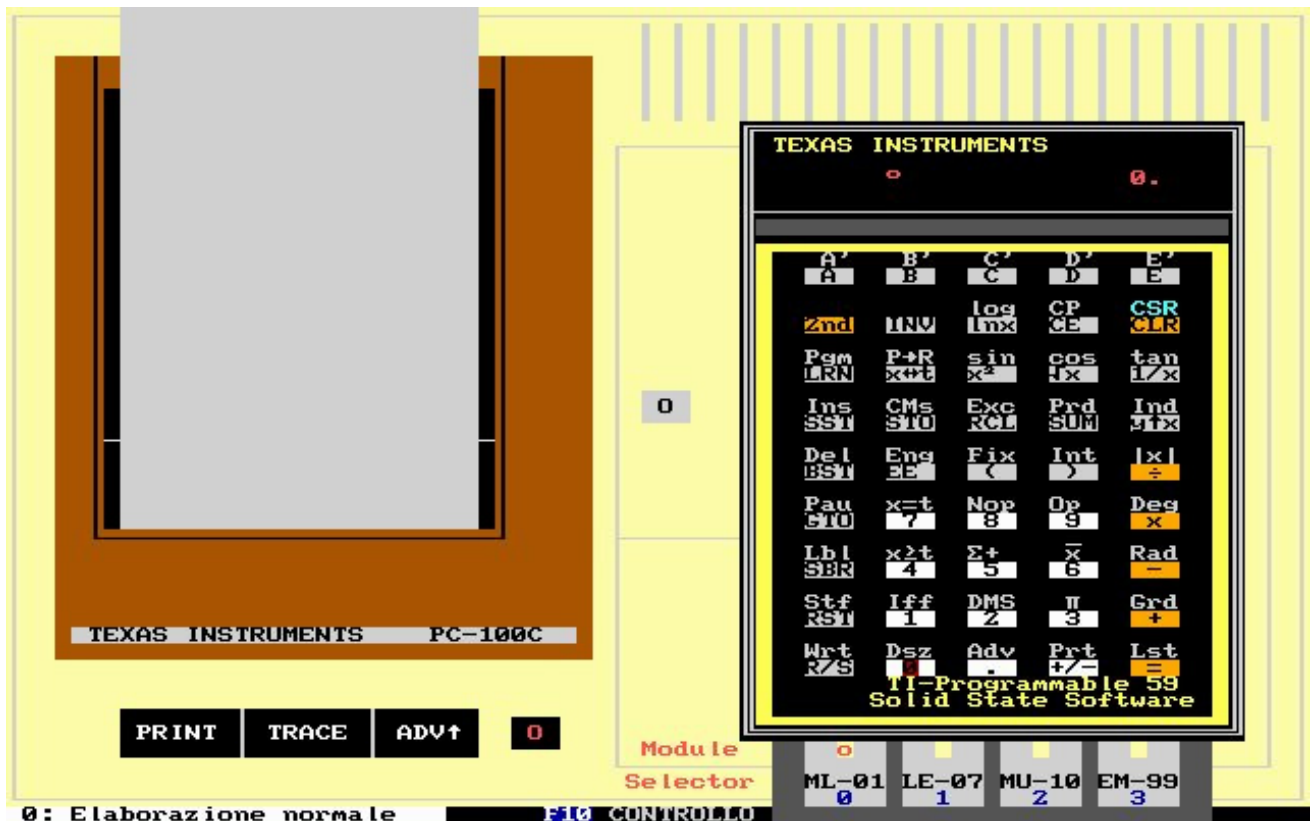 TEXAS INSTRUMENTS
0.
A' B' C' D' E'
A B C D E
log CP CSR
2nd INV lnx CE CLR
Pgm P→R sin cos tan
LRN x↔t x² √x 1/x
Ins CMs Exc Prd Ind
SST STO RCL SUM y↑x
Del Eng Fix Int |x|
BST EE ( ) ÷
Pau x=t Nop Op Deg
GTO 7 8 9 x
Lbl x≥t Σ+ x̅ Rad
SBR 4 5 6 -
Stf Iff DMS π Grd
RST 1 2 3 +
Wrt Dsz Adv Prt Lst
R/S 0 . +/- =
TI-Programmable 59
Solid State Software
O
TEXAS INSTRUMENTS PC-100C
PRINT TRACE ADV↑ O
Module
Selector
ML-01 LE-07 MU-10 EM-99
0 1 2 3
0: Elaborazione normale F10 CONTROLLO